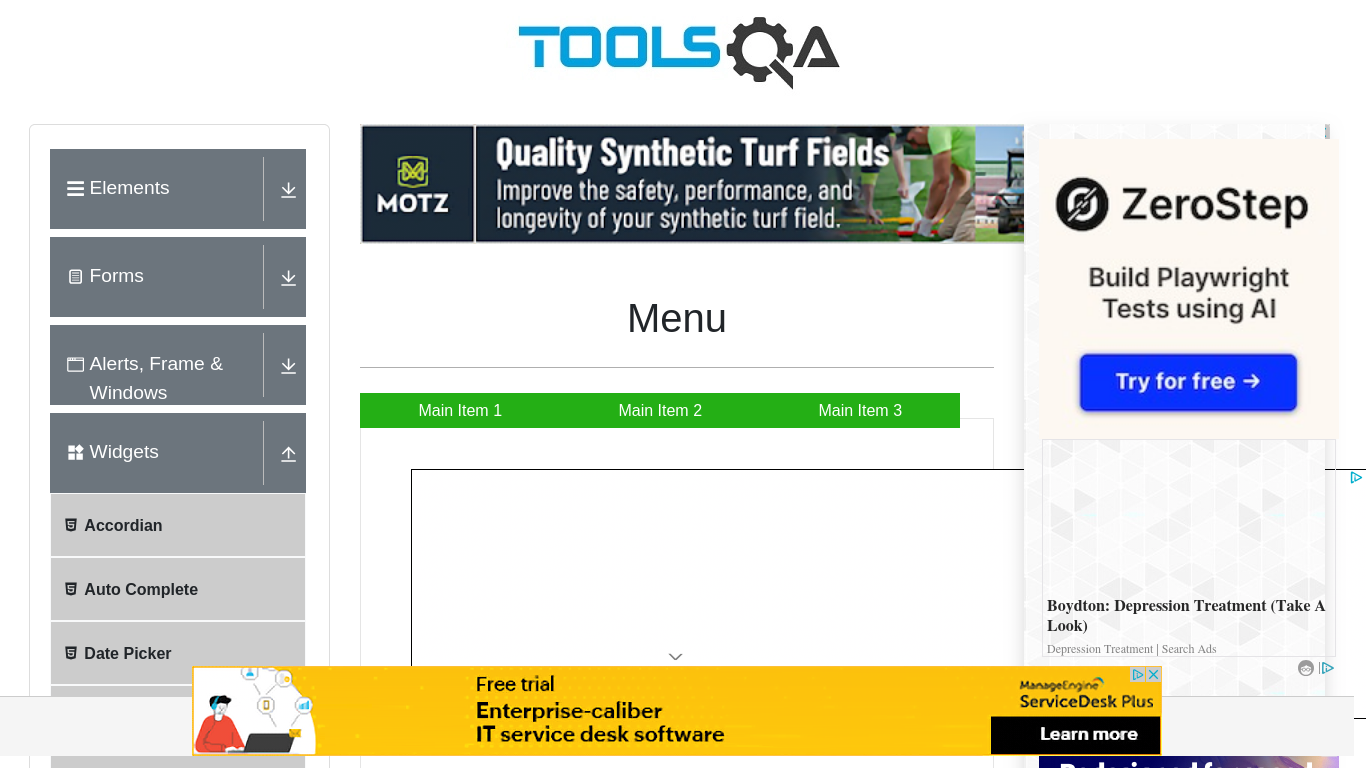 TOOLSQA
Elements
Forms
Alerts, Frame &
Windows
Widgets
Accordian
Auto Complete
Date Picker
MOTZ
Quality Synthetic Turf Fields
Improve the safety, performance, and
longevity of your synthetic turf field.
Menu
Main Item 1
Main Item 2
Main Item 3
ZeroStep
Build Playwright
Tests using AI
Try for free →
Boydton: Depression Treatment (Take A
Look)
Depression Treatment | Search Ads
Free trial
Enterprise-caliber
IT service desk software
ManageEngine
ServiceDesk Plus
Learn more